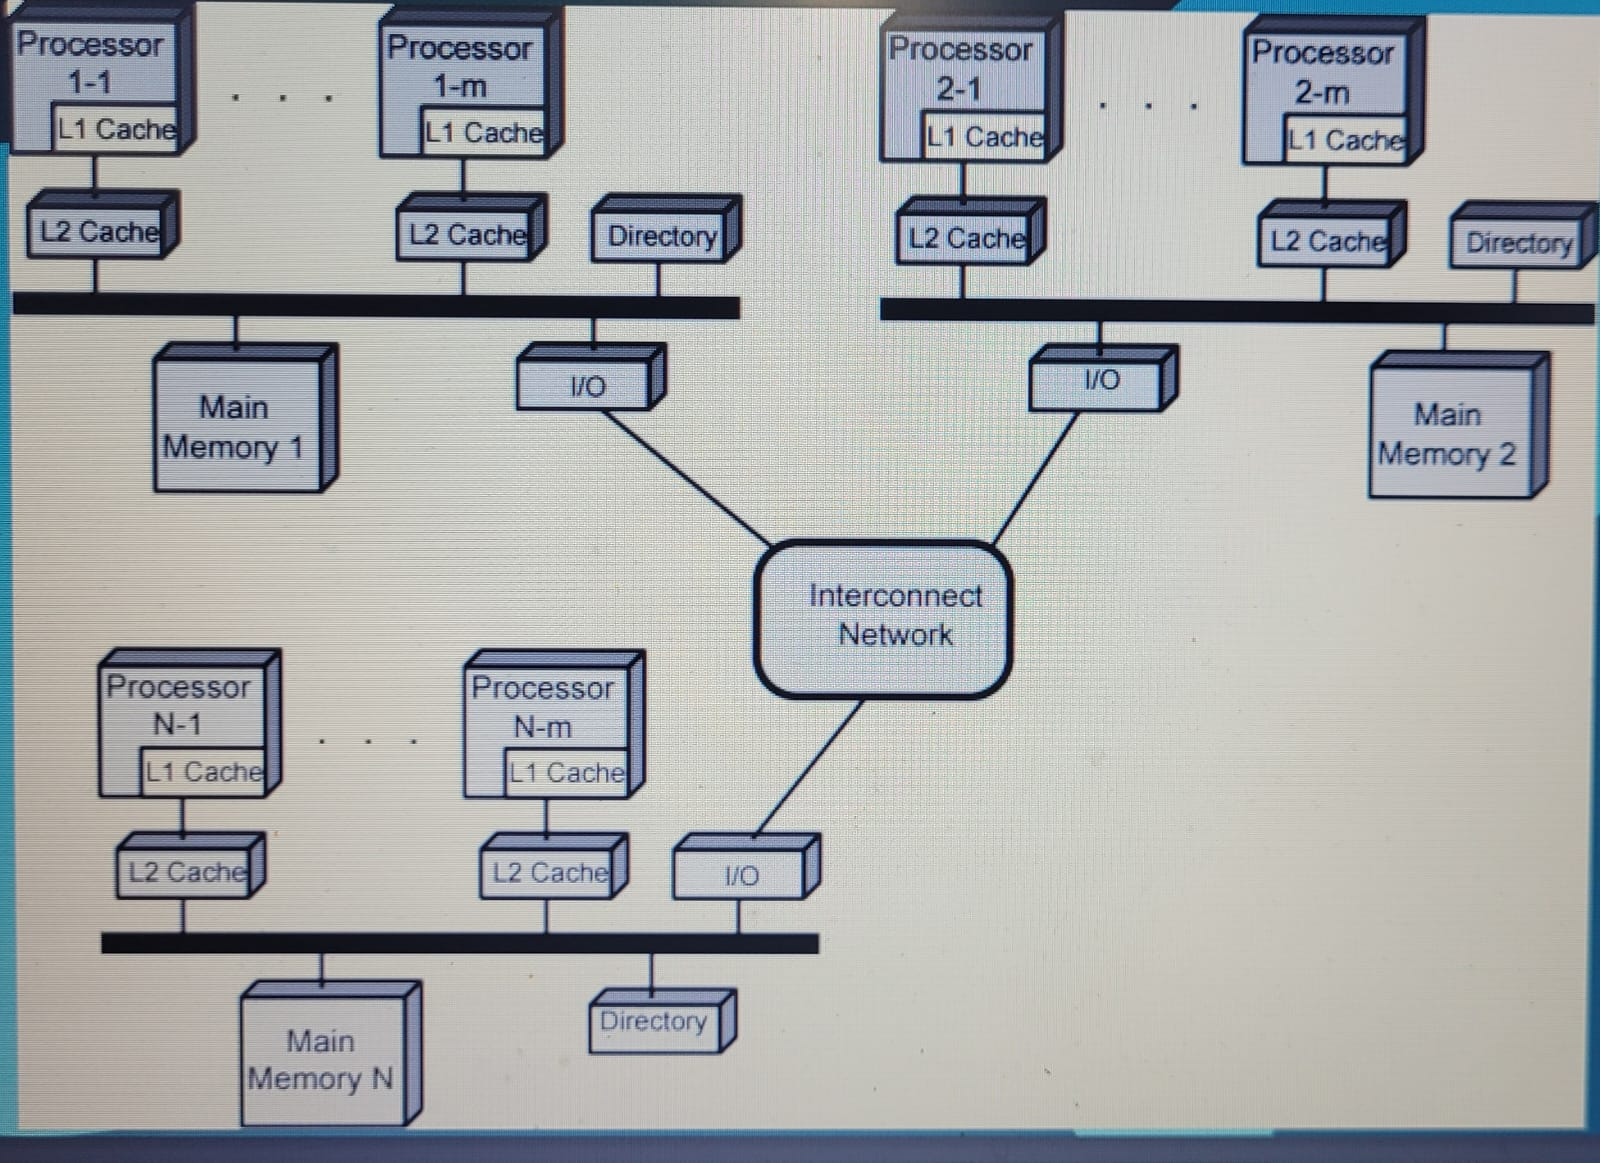 Processor
1-1
L1 Cache
L2 Cache
Processor
1-m
L1 Cache
L2 Cache
Directory
Main
Memory 1
I/O
Processor
2-1
L1 Cache
L2 Cache
Processor
2-m
L1 Cache
L2 Cache
Directory
I/O
Main
Memory 2
Interconnect
Network
Processor
N-1
L1 Cache
L2 Cache
Processor
N-m
L1 Cache
L2 Cache
I/O
Main
Memory N
Directory